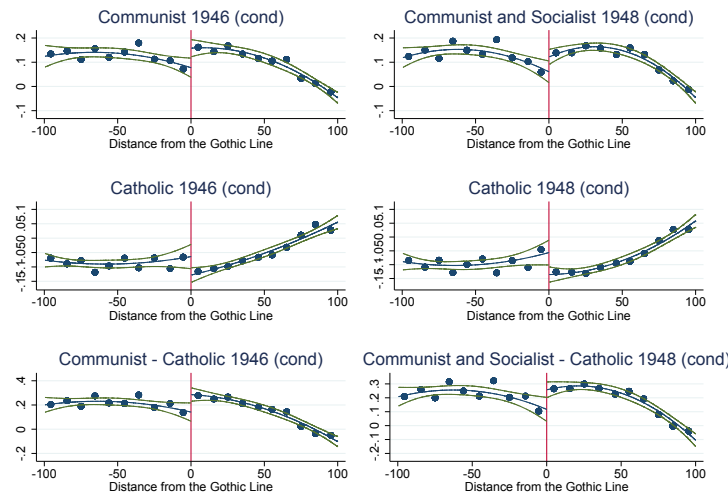 Communist 1946 (cond)
.2
.1
0
-.1
-100 -50 0 50 100
Distance from the Gothic Line
Communist and Socialist 1948 (cond)
.2
.1
0
-.1
-100 -50 0 50 100
Distance from the Gothic Line
Catholic 1946 (cond)
-.15-.1-.050 .05.1
-100 -50 0 50 100
Distance from the Gothic Line
Catholic 1948 (cond)
-.15-.1-.050 .05.1
-100 -50 0 50 100
Distance from the Gothic Line
Communist - Catholic 1946 (cond)
.4
.2
0
-.2
-100 -50 0 50 100
Distance from the Gothic Line
Communist and Socialist - Catholic 1948 (cond)
-.2-.1 0 .1 .2.3
-100 -50 0 50 100
Distance from the Gothic Line